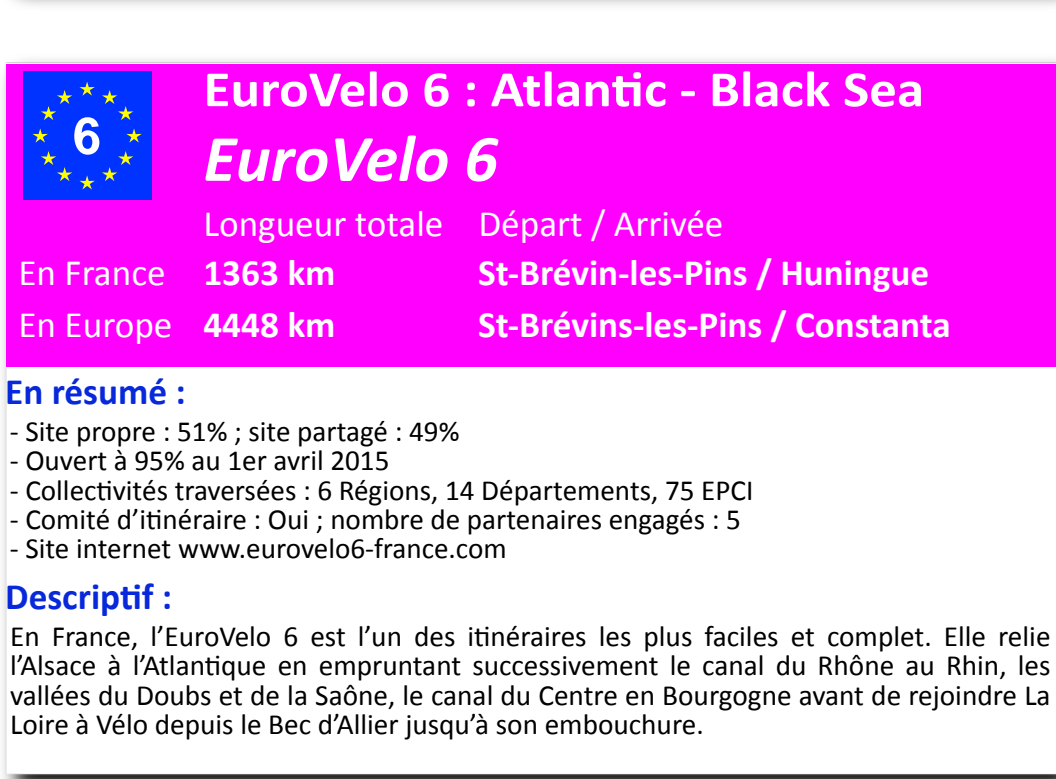 6
EuroVelo 6 : Atlantic - Black Sea
EuroVelo 6
Longueur totale Départ / Arrivée
En France 1363 km St-Brévin-les-Pins / Huningue
En Europe 4448 km St-Brévins-les-Pins / Constanta
En résumé :
- Site propre : 51% ; site partagé : 49%
- Ouvert à 95% au 1er avril 2015
- Collectivités traversées : 6 Régions, 14 Départements, 75 EPCI
- Comité d’itinéraire : Oui ; nombre de partenaires engagés : 5
- Site internet www.eurovelo6-france.com
Descriptif :
En France, l’EuroVelo 6 est l’un des itinéraires les plus faciles et complet. Elle relie
l’Alsace à l’Atlantique en empruntant successivement le canal du Rhône au Rhin, les
vallées du Doubs et de la Saône, le canal du Centre en Bourgogne avant de rejoindre La
Loire à Vélo depuis le Bec d’Allier jusqu’à son embouchure.